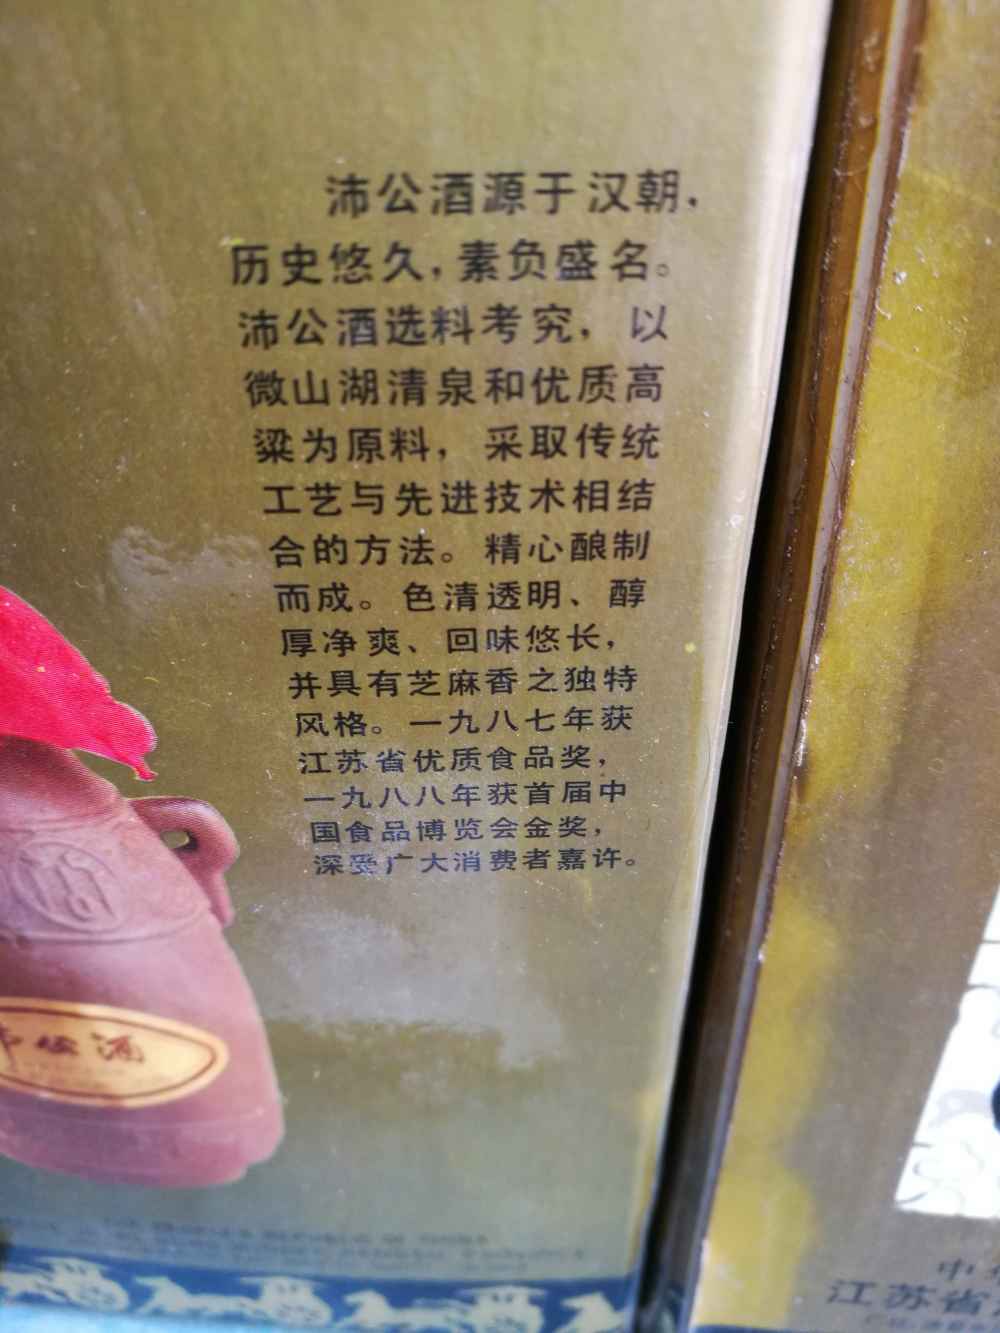 沛公酒源于汉朝，
历史悠久，素负盛名。
沛公酒选料考究，以
微山湖清泉和优质高
粱为原料，采取传统
工艺与先进技术相结
合的方法。精心酿制
而成。色清透明、醇
厚净爽、回味悠长，
并具有芝麻香之独特
风格。一九八七年获
江苏省优质食品奖，
一九八八年获首届中
国食品博览会金奖，
深受广大消费者嘉许。
酒
中
江苏省